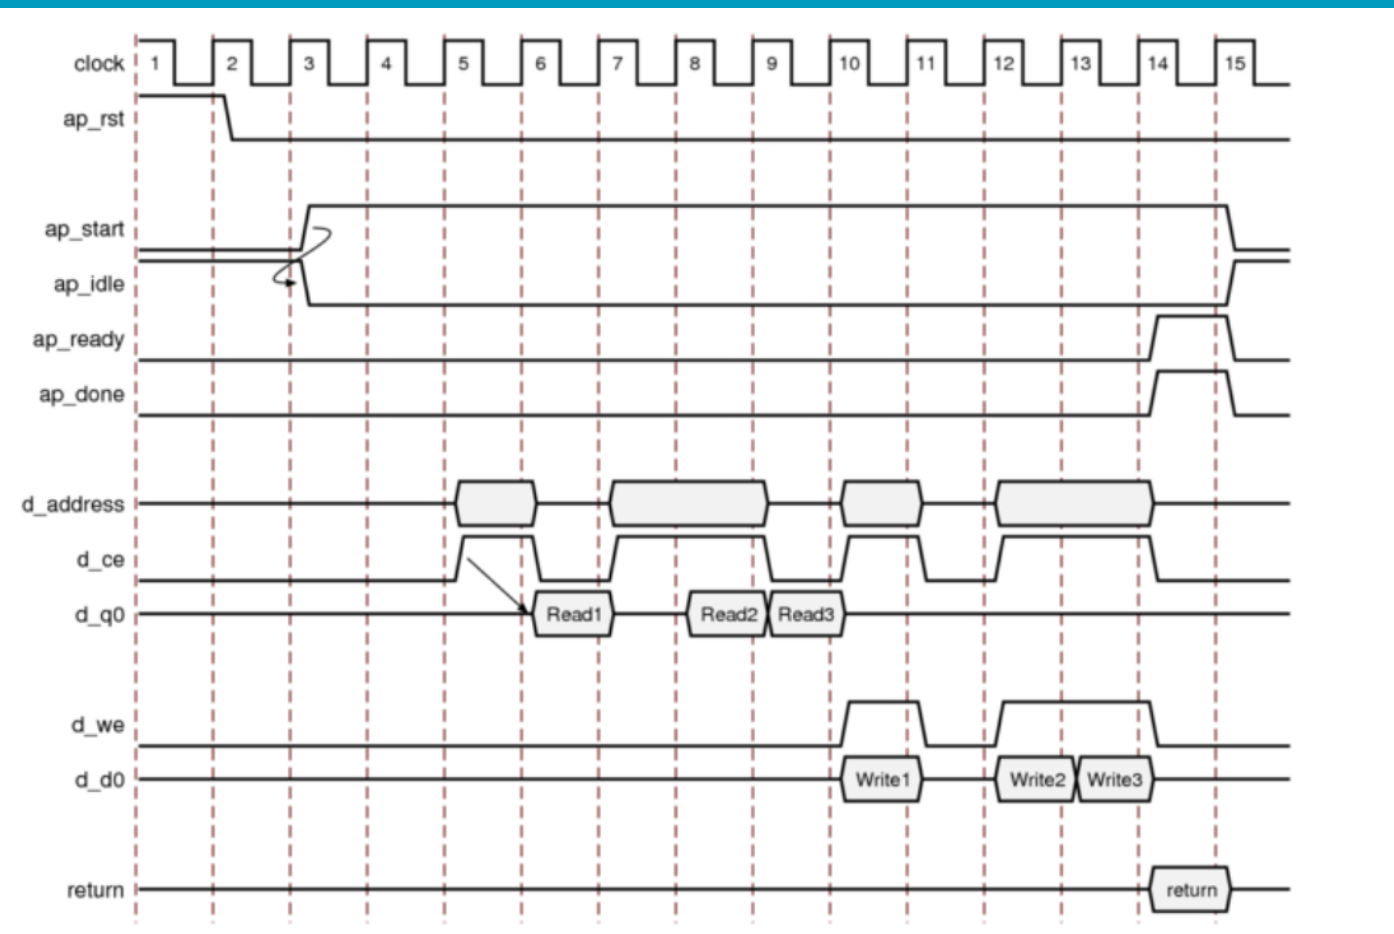 clock 1 2 3 4 5 6 7 8 9 10 11 12 13 14 15
ap_rst
ap_start
ap_idle
ap_ready
ap_done
d_address
d_ce
d_q0 Read1 Read2 Read3
d_we
d_d0 Write1 Write2 Write3
return return